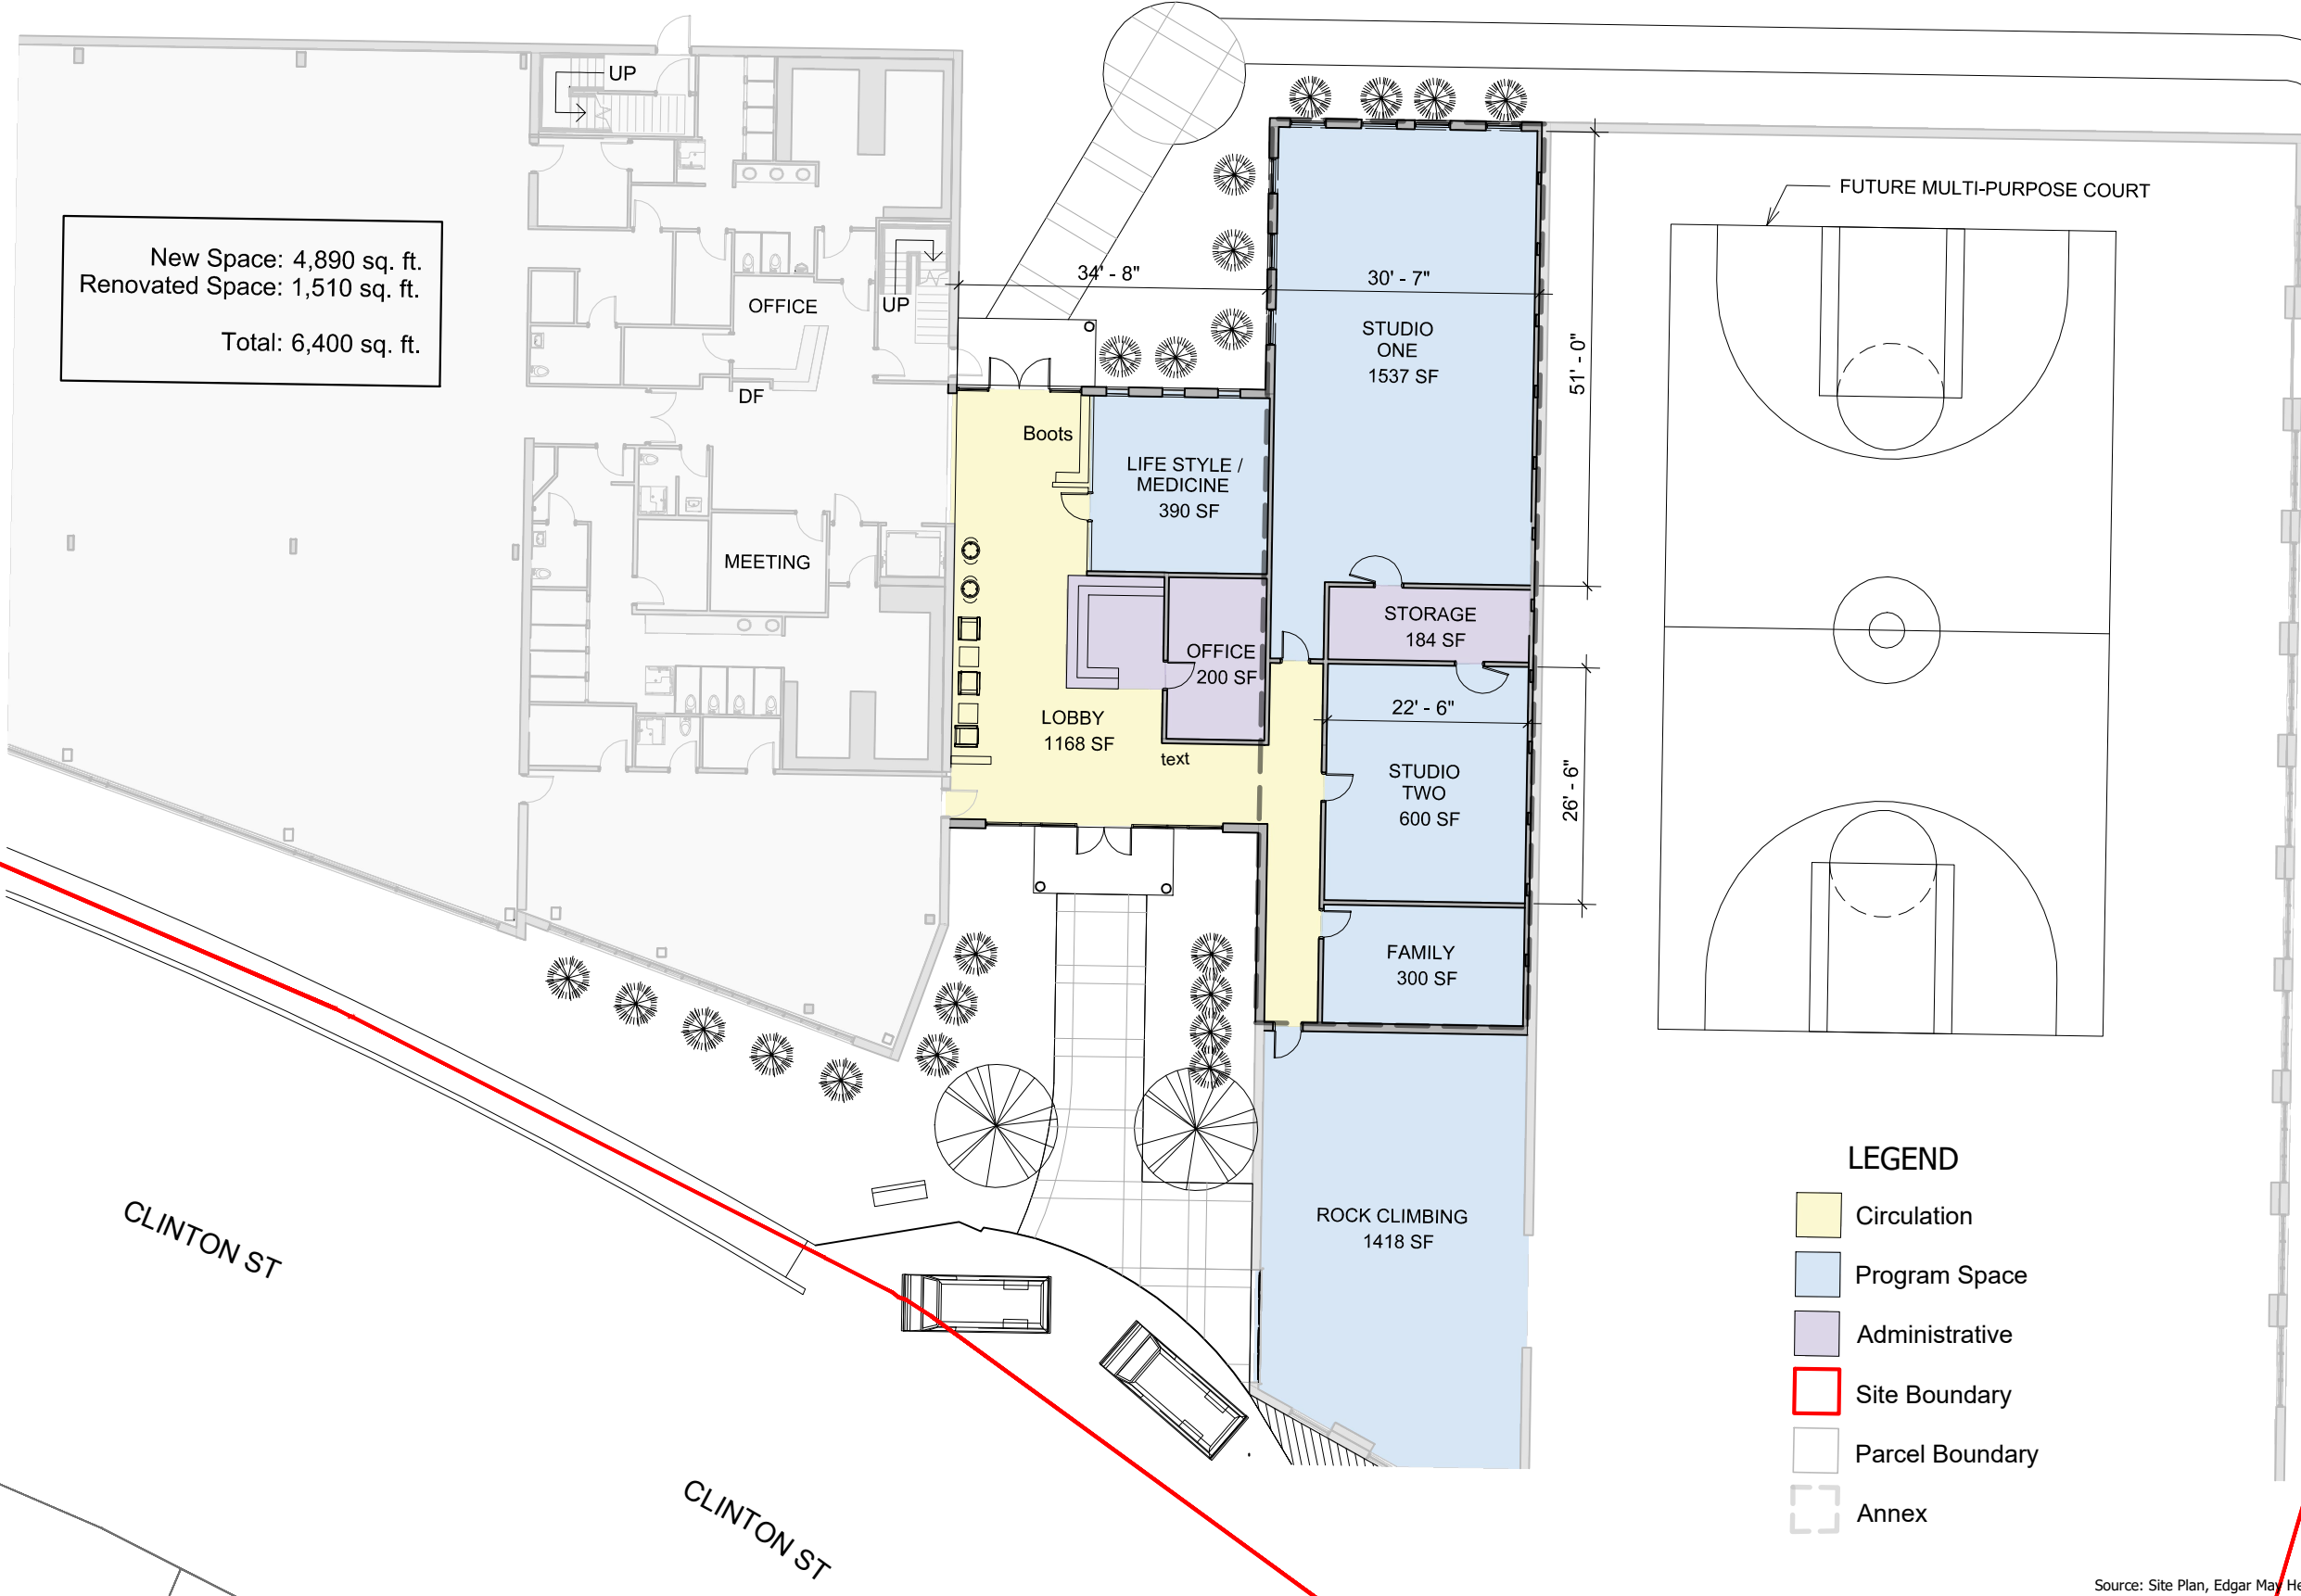 UP
New Space: 4,890 sq. ft.
Renovated Space: 1,510 sq. ft.
Total: 6,400 sq. ft.
OFFICE
UP
DF
MEETING
34' - 8"
30' - 7"
51' - 0"
FUTURE MULTI-PURPOSE COURT
STUDIO
ONE
1537 SF
Boots
LIFE STYLE /
MEDICINE
390 SF
STORAGE
184 SF
OFFICE
200 SF
LOBBY
1168 SF
text
22' - 6"
STUDIO
TWO
600 SF
26' - 6"
FAMILY
300 SF
ROCK CLIMBING
1418 SF
CLINTON ST
CLINTON ST
LEGEND
Circulation
Program Space
Administrative
Site Boundary
Parcel Boundary
Annex
Source: Site Plan, Edgar May